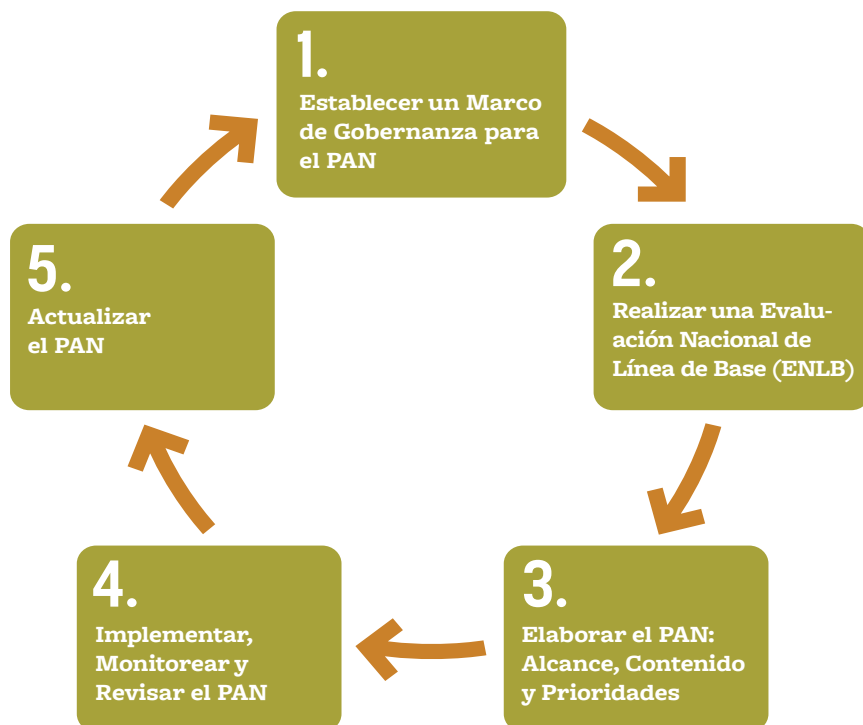 1.
Establecer un Marco
de Gobernanza para
el PAN
2.
Realizar una Evalu-
ación Nacional de
Línea de Base (ENLB)
3.
Elaborar el PAN:
Alcance, Contenido
y Prioridades
4.
Implementar,
Monitorear y
Revisar el PAN
5.
Actualizar
el PAN